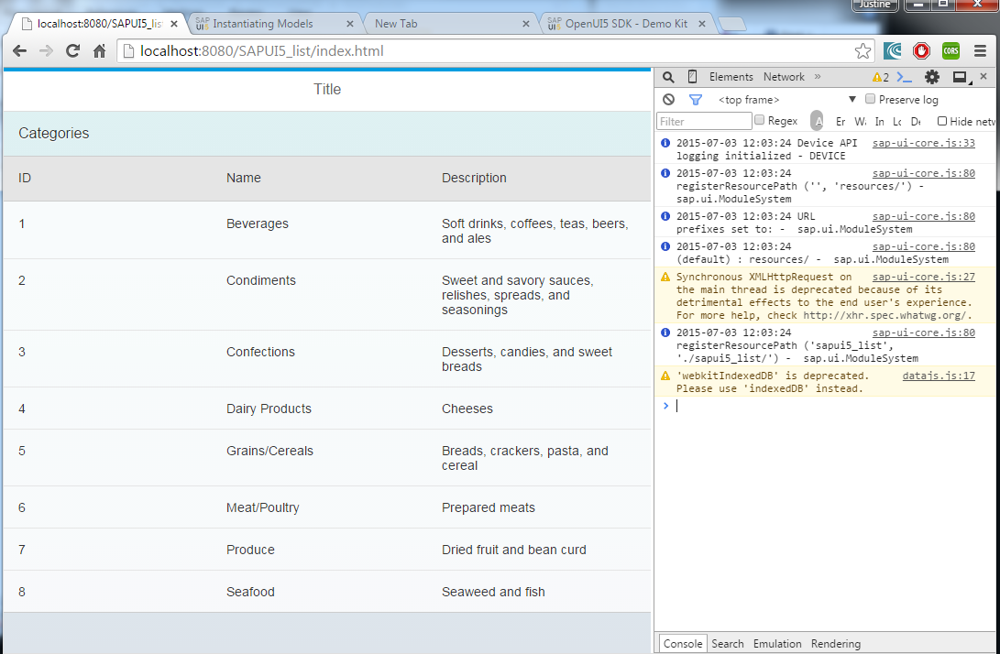 Justine
localhost:8080/SAPUI5_lis
Instantiating Models
New Tab
OpenUI5 SDK - Demo Kit
localhost:8080/SAPUI5_list/index.html
CORS
Title
Categories
ID Name Description
1 Beverages Soft drinks, coffees, teas, beers,
and ales
2 Condiments Sweet and savory sauces,
relishes, spreads, and
seasonings
3 Confections Desserts, candies, and sweet
breads
4 Dairy Products Cheeses
5 Grains/Cereals Breads, crackers, pasta, and
cereal
6 Meat/Poultry Prepared meats
7 Produce Dried fruit and bean curd
8 Seafood Seaweed and fish
Elements Network » 2
<top frame> Preserve log
Filter Regex A Er Wa In Lo De Hide netw
2015-07-03 12:03:24 Device API sap-ui-core.js:33
logging initialized - DEVICE
2015-07-03 12:03:24 sap-ui-core.js:80
registerResourcePath ('', 'resources/') -
sap.ui.ModuleSystem
2015-07-03 12:03:24 URL sap-ui-core.js:80
prefixes set to: - sap.ui.ModuleSystem
2015-07-03 12:03:24 sap-ui-core.js:80
(default) : resources/ - sap.ui.ModuleSystem
Synchronous XMLHttpRequest on sap-ui-core.js:27
the main thread is deprecated because of its
detrimental effects to the end user's experience.
For more help, check http://xhr.spec.whatwg.org/.
2015-07-03 12:03:24 sap-ui-core.js:80
registerResourcePath ('sapui5_list',
'./sapui5_list/') - sap.ui.ModuleSystem
'webkitIndexedDB' is deprecated. datajs.js:17
Please use 'indexedDB' instead.
Console Search Emulation Rendering